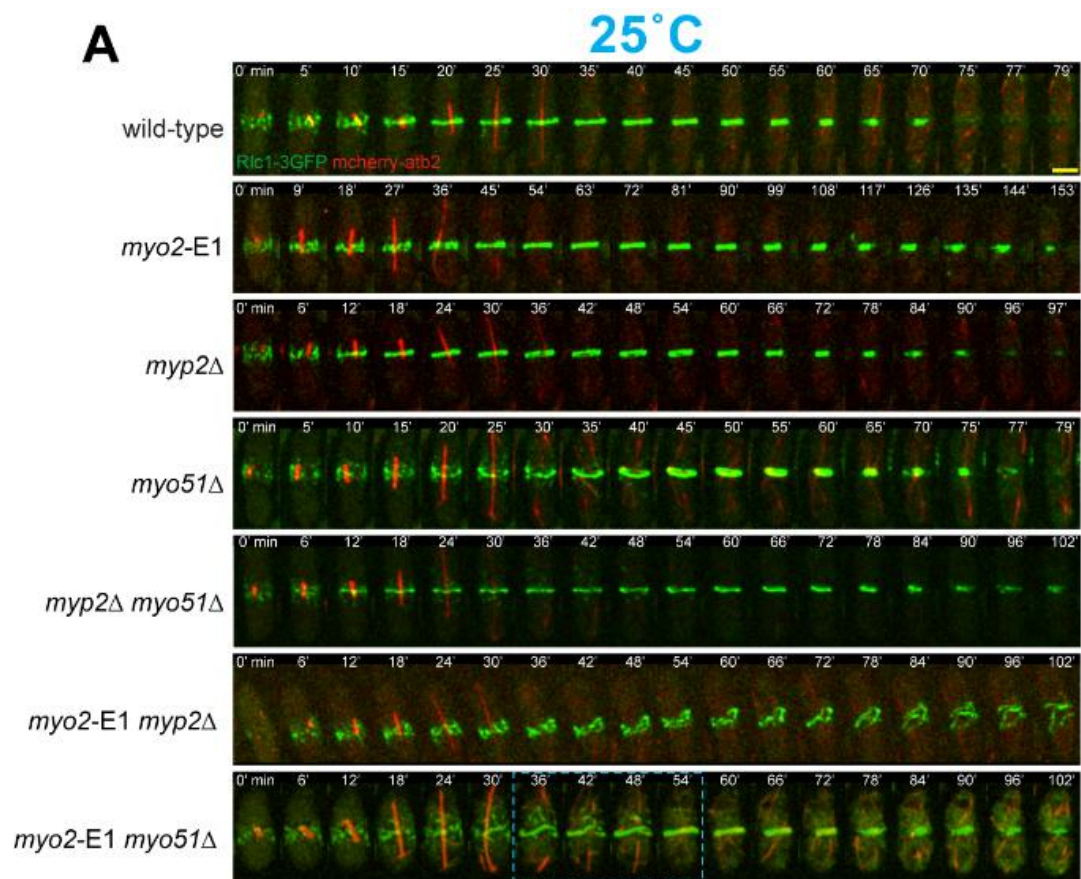 A
25°C
0' min 5' 10' 15' 20' 25' 30' 35' 40' 45' 50' 55' 60' 65' 70' 75' 77' 79'
wild-type
Rlc1-3GFP mcherry-atb2
0' min 9' 18' 27' 36' 45' 54' 63' 72' 81' 90' 99' 108' 117' 126' 135' 144' 153'
myo2-E1
0' min 6' 12' 18' 24' 30' 36' 42' 48' 54' 60' 66' 72' 78' 84' 90' 96' 97'
myp2Δ
0' min 5' 10' 15' 20' 25' 30' 35' 40' 45' 50' 55' 60' 65' 70' 75' 77' 79'
myo51Δ
0' min 6' 12' 18' 24' 30' 36' 42' 48' 54' 60' 66' 72' 78' 84' 90' 96' 102'
myp2Δ myo51Δ
0' min 6' 12' 18' 24' 30' 36' 42' 48' 54' 60' 66' 72' 78' 84' 90' 96' 102'
myo2-E1 myp2Δ
0' min 6' 12' 18' 24' 30' 36' 42' 48' 54' 60' 66' 72' 78' 84' 90' 96' 102'
myo2-E1 myo51Δ